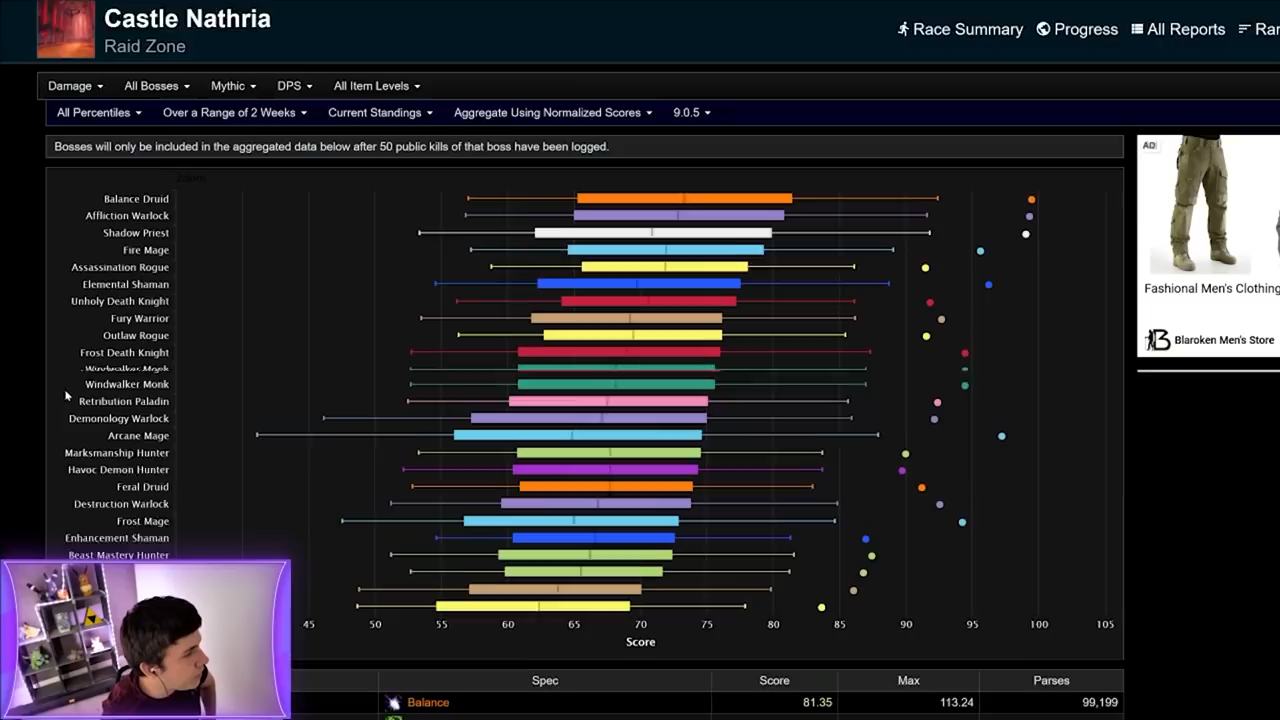 Castle Nathria
Raid Zone
Race Summary Progress All Reports Ran
Damage All Bosses Mythic DPS All Item Levels
All Percentiles Over a Range of 2 Weeks Current Standings Aggregate Using Normalized Scores 9.0.5
Bosses will only be included in the aggregated data below after 50 public kills of that boss have been logged.
Zoom
Balance Druid
Affliction Warlock
Shadow Priest
Fire Mage
Assassination Rogue
Elemental Shaman
Unholy Death Knight
Fury Warrior
Outlaw Rogue
Frost Death Knight
Windwalker Monk
Windwalker Monk
Retribution Paladin
Demonology Warlock
Arcane Mage
Marksmanship Hunter
Havoc Demon Hunter
Feral Druid
Destruction Warlock
Frost Mage
Enhancement Shaman
Beast Mastery Hunter
45 50 55 60 65 70 75 80 85 90 95 100 105
Score
Spec Score Max Parses
Balance 81.35 113.24 99,199
AD
Fashional Men's Clothing
Blaroken Men's Store